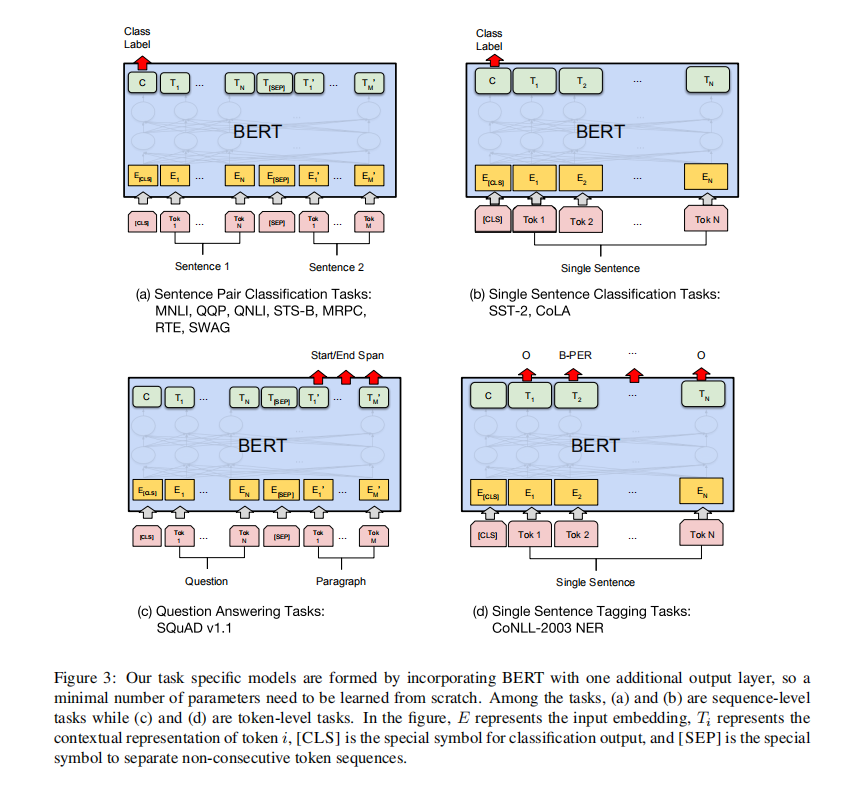 Class
Label
C T1 ... TN T[SEP] T1' ... TM'
BERT
E[CLS] E1 ... EN E[SEP] E1' ... EM'
[CLS] Tok 1 ... Tok N [SEP] Tok 1 ... Tok M
Sentence 1 Sentence 2
(a) Sentence Pair Classification Tasks:
MNLI, QQP, QNLI, STS-B, MRPC,
RTE, SWAG
Class
Label
C T1 T2 ... TN
BERT
E[CLS] E1 E2 ... EN
[CLS] Tok 1 Tok 2 ... Tok N
Single Sentence
(b) Single Sentence Classification Tasks:
SST-2, CoLA
Start/End Span
C T1 ... TN T[SEP] T1' ... TM'
BERT
E[CLS] E1 ... EN E[SEP] E1' ... EM'
[CLS] Tok 1 ... Tok N [SEP] Tok 1 ... Tok M
Question Paragraph
(c) Question Answering Tasks:
SQuAD v1.1
O B-PER ... O
C T1 T2 ... TN
BERT
E[CLS] E1 E2 ... EN
[CLS] Tok 1 Tok 2 ... Tok N
Single Sentence
(d) Single Sentence Tagging Tasks:
CoNLL-2003 NER
Figure 3: Our task specific models are formed by incorporating BERT with one additional output layer, so a
minimal number of parameters need to be learned from scratch. Among the tasks, (a) and (b) are sequence-level
tasks while (c) and (d) are token-level tasks. In the figure, E represents the input embedding, Ti represents the
contextual representation of token i, [CLS] is the special symbol for classification output, and [SEP] is the special
symbol to separate non-consecutive token sequences.